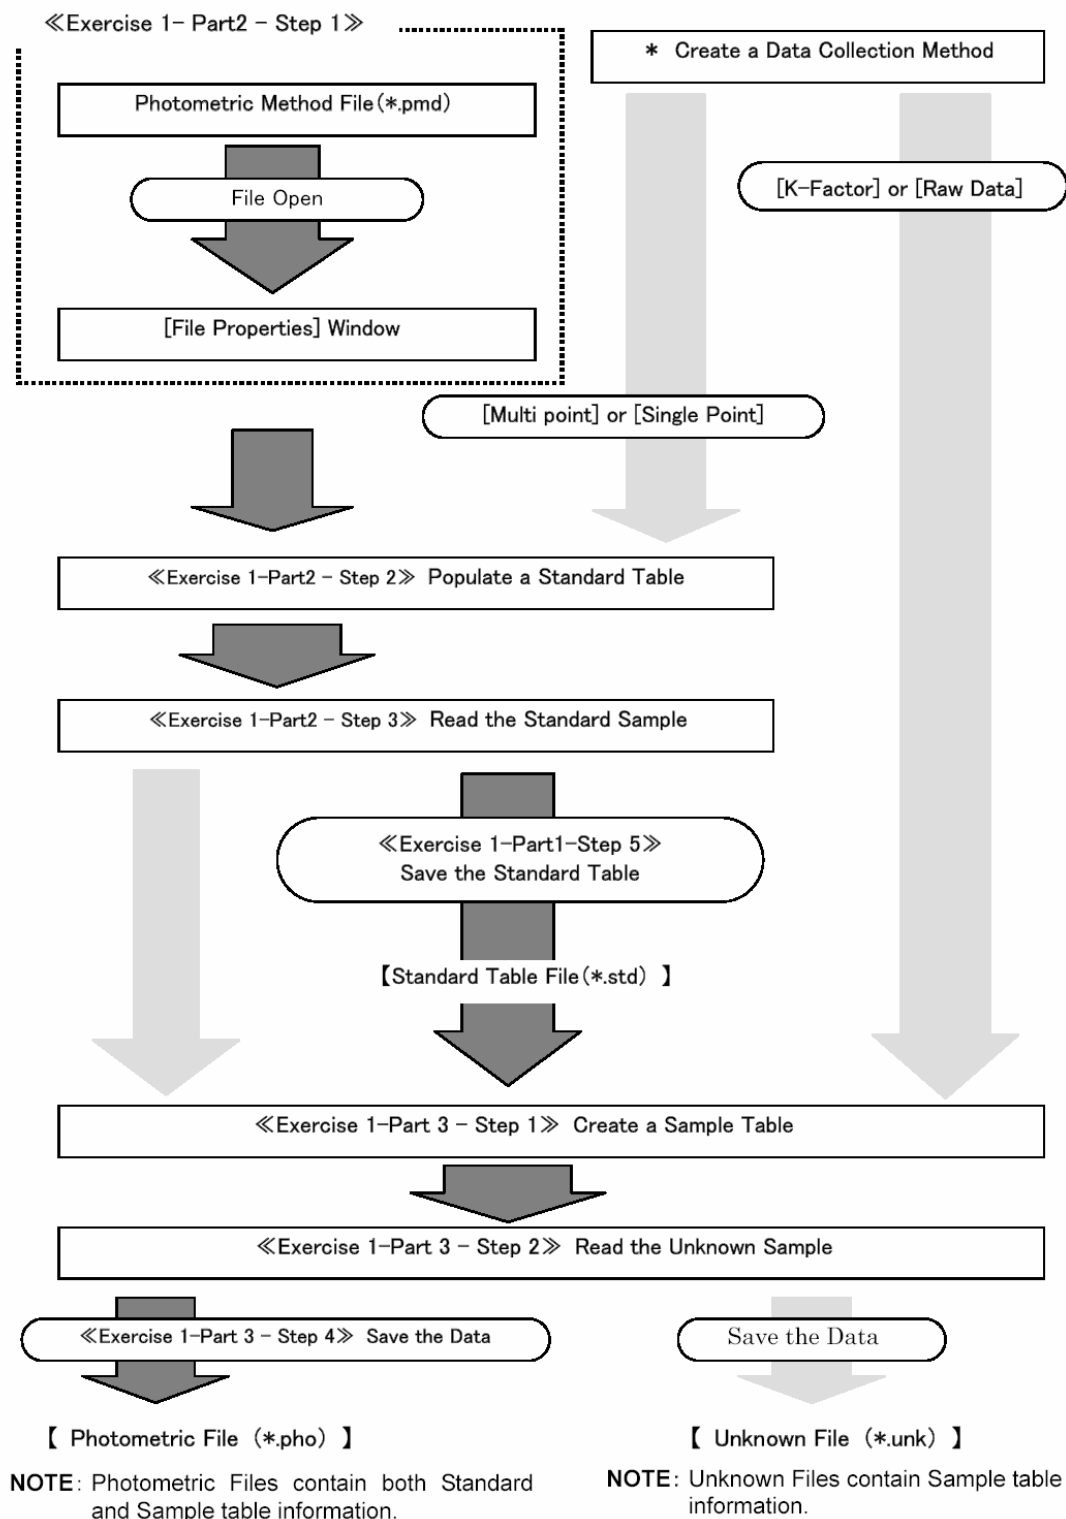 ≪Exercise 1- Part2 - Step 1≫
* Create a Data Collection Method
Photometric Method File(*.pmd)
[K-Factor] or [Raw Data]
File Open
[File Properties] Window
[Multi point] or [Single Point]
≪Exercise 1-Part2 - Step 2≫ Populate a Standard Table
≪Exercise 1-Part2 - Step 3≫ Read the Standard Sample
≪Exercise 1-Part1-Step 5≫
Save the Standard Table
【Standard Table File(*.std) 】
≪Exercise 1-Part 3 - Step 1≫ Create a Sample Table
≪Exercise 1-Part 3 - Step 2≫ Read the Unknown Sample
≪Exercise 1-Part 3 - Step 4≫ Save the Data
Save the Data
【 Photometric File (*.pho) 】
【 Unknown File (*.unk) 】
NOTE: Photometric Files contain both Standard
and Sample table information.
NOTE: Unknown Files contain Sample table
information.